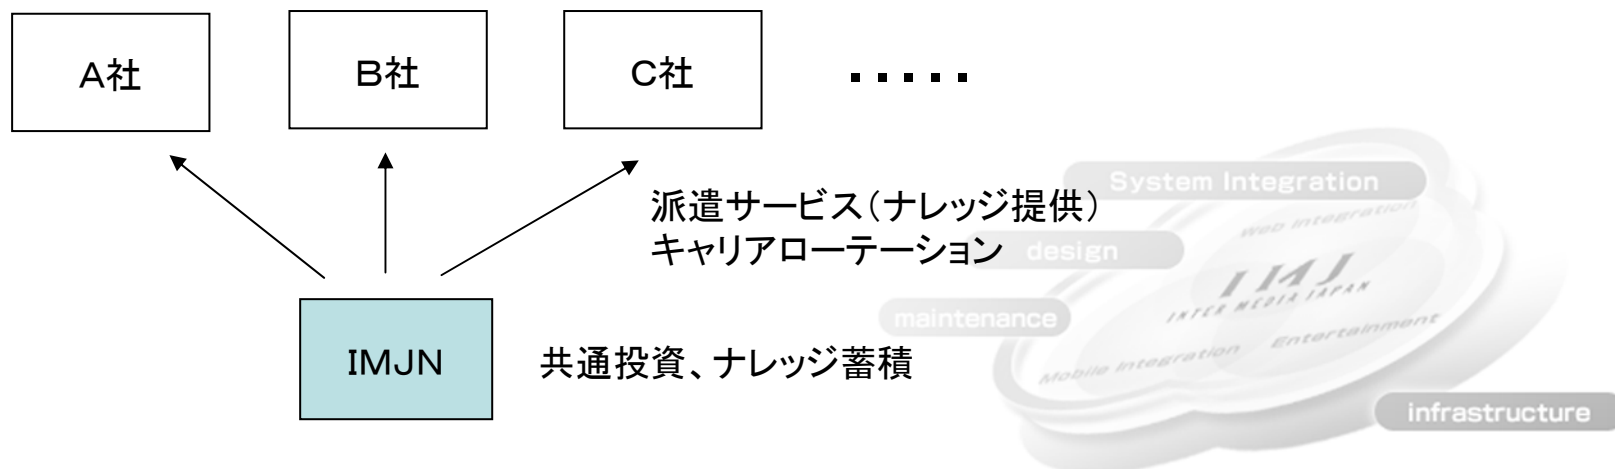 A社
B社
C社
・・・・・
System Integration
派遣サービス（ナレッジ提供）
Web Integration
キャリアローテーション
design
IMJ
INTER MEDIA JAPAN
maintenance
IMJN
共通投資、ナレッジ蓄積
Entertainment
Mobile Integration
infrastructure